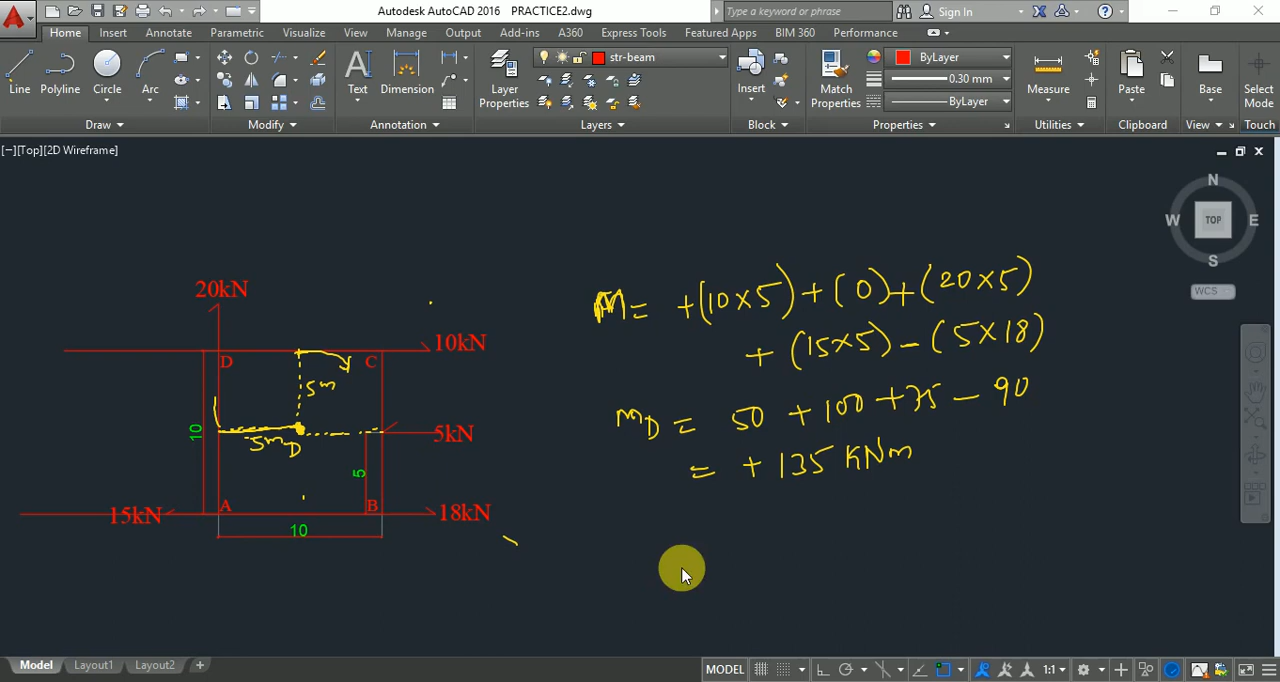 Autodesk AutoCAD 2016 PRACTICE2.dwg
Type a keyword or phrase
Sign In
Home Insert Annotate Parametric Visualize View Manage Output Add-ins A360 Express Tools Featured Apps BIM 360 Performance
str-beam
ByLayer
0.30 mm
ByLayer
Line Polyline Circle Arc Text Dimension Layer Properties Insert Match Properties Measure Paste Base Select Mode
Draw Modify Annotation Layers Block Properties Utilities Clipboard View Touch
[−][Top][2D Wireframe]
N
W TOP E
S
WCS
20kN
10kN
D C
5m
10
5kN
5m D
5
A B
15kN
18kN
10
M = +(10×5)+(0)+(20×5)
+ (15×5) − (5×18)
MD = 50 + 100 + 75 − 90
= + 135 KNm
Model Layout1 Layout2 +
MODEL
1:1